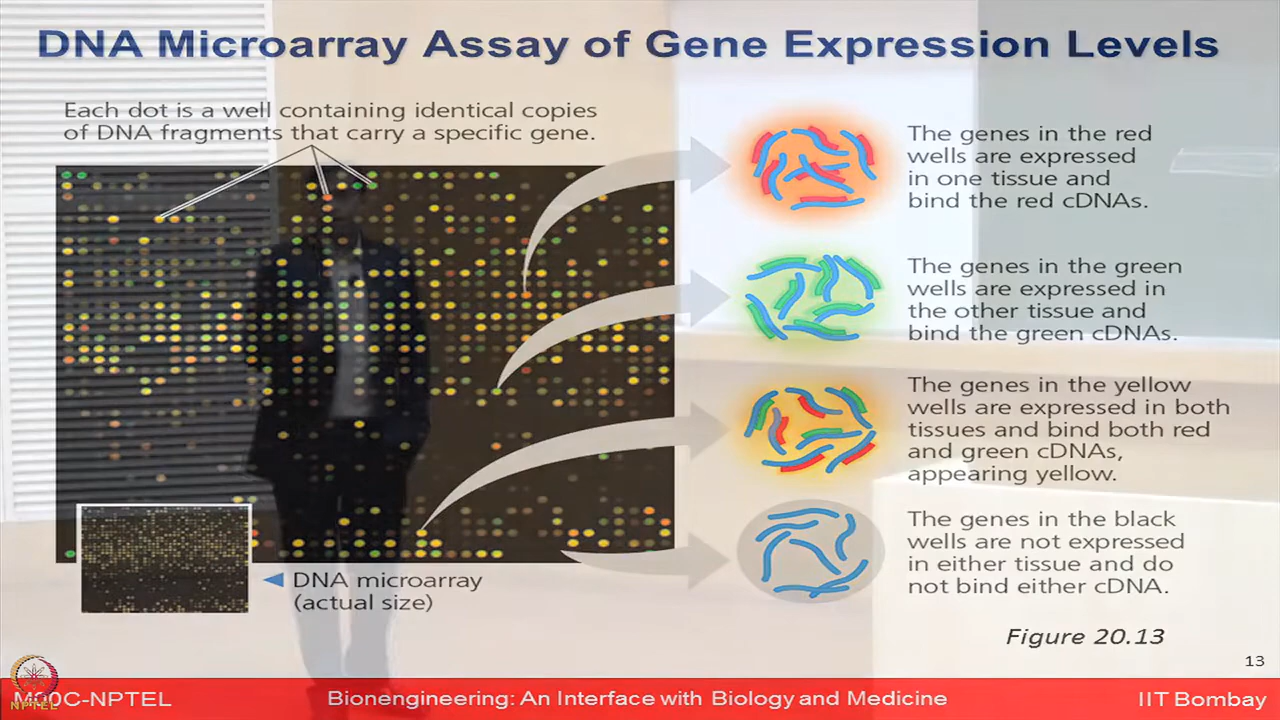 DNA Microarray Assay of Gene Expression Levels
Each dot is a well containing identical copies
of DNA fragments that carry a specific gene.
The genes in the red
wells are expressed
in one tissue and
bind the red cDNAs.
The genes in the green
wells are expressed in
the other tissue and
bind the green cDNAs.
The genes in the yellow
wells are expressed in both
tissues and bind both red
and green cDNAs,
appearing yellow.
The genes in the black
wells are not expressed
in either tissue and do
not bind either cDNA.
DNA microarray
(actual size)
Figure 20.13
13
NPTEL
MOOC-NPTEL
Bionengineering: An Interface with Biology and Medicine
IIT Bombay